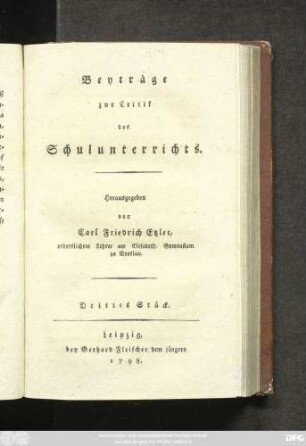 Beyträge
zur Critik
des
Schulunterrichts.
Herausgegeben
von
Carl Friedrich Etzler,
ordentlichem Lehrer am Elisabeth-Gymnasium
zu Breslau.
Drittes Stück.
Leipzig,
bey Gerhard Fleischer dem jüngern
1798.